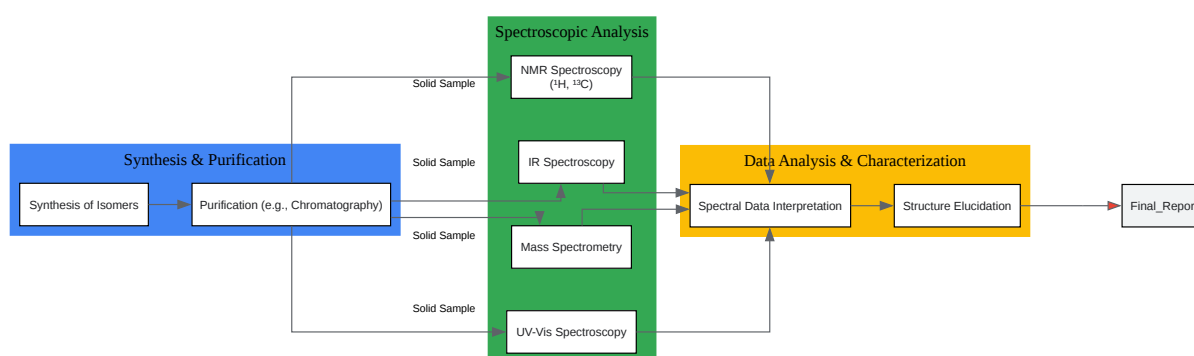 Spectroscopic Analysis
NMR Spectroscopy
(¹H, ¹³C)
Solid Sample
Synthesis & Purification
Solid Sample
IR Spectroscopy
Data Analysis & Characterization
Synthesis of Isomers
Purification (e.g., Chromatography)
Spectral Data Interpretation
Structure Elucidation
Final_Report
Solid Sample
Mass Spectrometry
Solid Sample
UV-Vis Spectroscopy